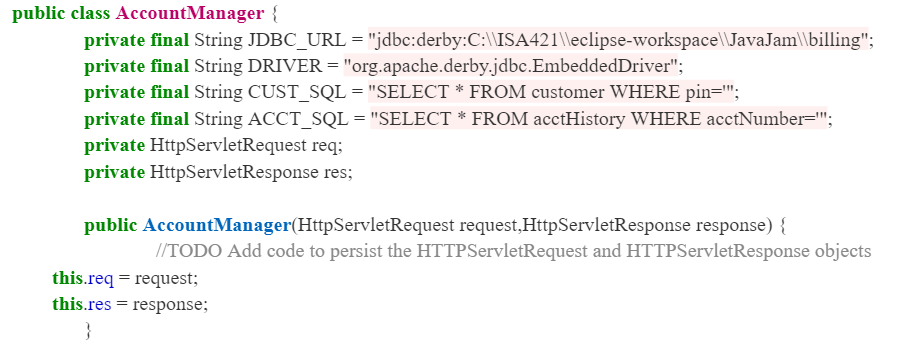 public class AccountManager {
private final String JDBC_URL = "jdbc:derby:C:\\ISA421\\eclipse-workspace\\JavaJam\\billing";
private final String DRIVER = "org.apache.derby.jdbc.EmbeddedDriver";
private final String CUST_SQL = "SELECT * FROM customer WHERE pin='";
private final String ACCT_SQL = "SELECT * FROM acctHistory WHERE acctNumber='";
private HttpServletRequest req;
private HttpServletResponse res;
public AccountManager(HttpServletRequest request,HttpServletResponse response) {
//TODO Add code to persist the HTTPServletRequest and HTTPServletResponse objects
this.req = request;
this.res = response;
}